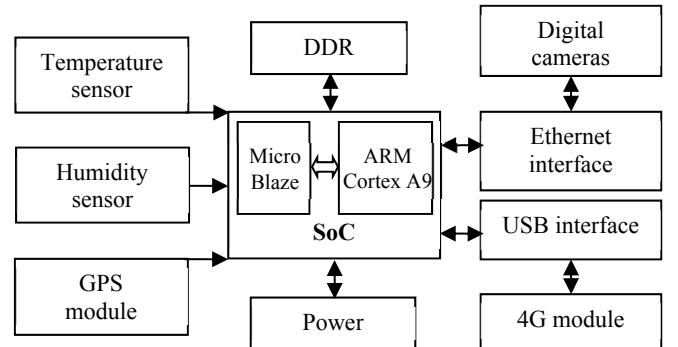 Temperature
sensor
Humidity
sensor
GPS
module
DDR
Micro
Blaze
ARM
Cortex A9
SoC
Power
Digital
cameras
Ethernet
interface
USB interface
4G module